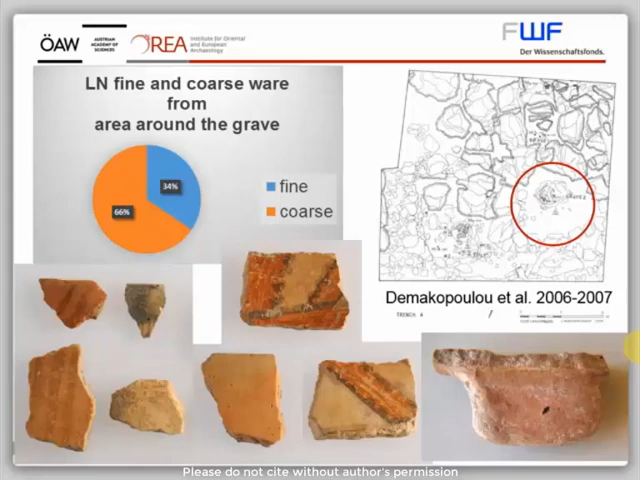 ÖAW
AUSTRIAN
ACADEMY OF
SCIENCES
OREA
Institute for Oriental
and European
Archaeology
FWF
Der Wissenschaftsfonds.
LN fine and coarse ware
from
area around the grave
34%
66%
fine
coarse
Demakopoulou et al. 2006-2007
TRENCH A
Please do not cite without author's permission